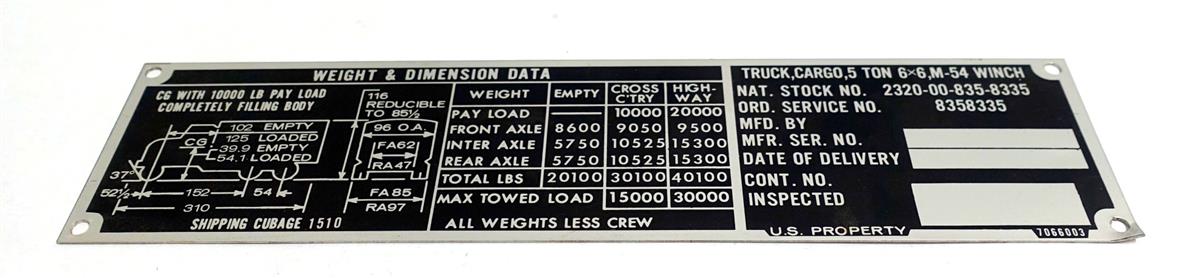 WEIGHT & DIMENSION DATA
CG WITH 10000 LB PAY LOAD
COMPLETELY FILLING BODY
102 EMPTY
125 LOADED
CG
39.9 EMPTY
54.1 LOADED
37°
52½
152
54
310
SHIPPING CUBAGE 1510
116
REDUCIBLE
TO 85½
96 O.A.
FA62
RA47
FA85
RA97
WEIGHT EMPTY CROSS C'TRY HIGH-WAY
PAY LOAD — 10000 20000
FRONT AXLE 8600 9050 9500
INTER AXLE 5750 10525 15300
REAR AXLE 5750 10525 15300
TOTAL LBS 20100 30100 40100
MAX TOWED LOAD 15000 30000
ALL WEIGHTS LESS CREW
TRUCK,CARGO,5 TON 6×6,M-54 WINCH
NAT. STOCK NO. 2320-00-835-8335
ORD. SERVICE NO. 8358335
MFD. BY
MFR. SER. NO.
DATE OF DELIVERY
CONT. NO.
INSPECTED
U.S. PROPERTY
7066003